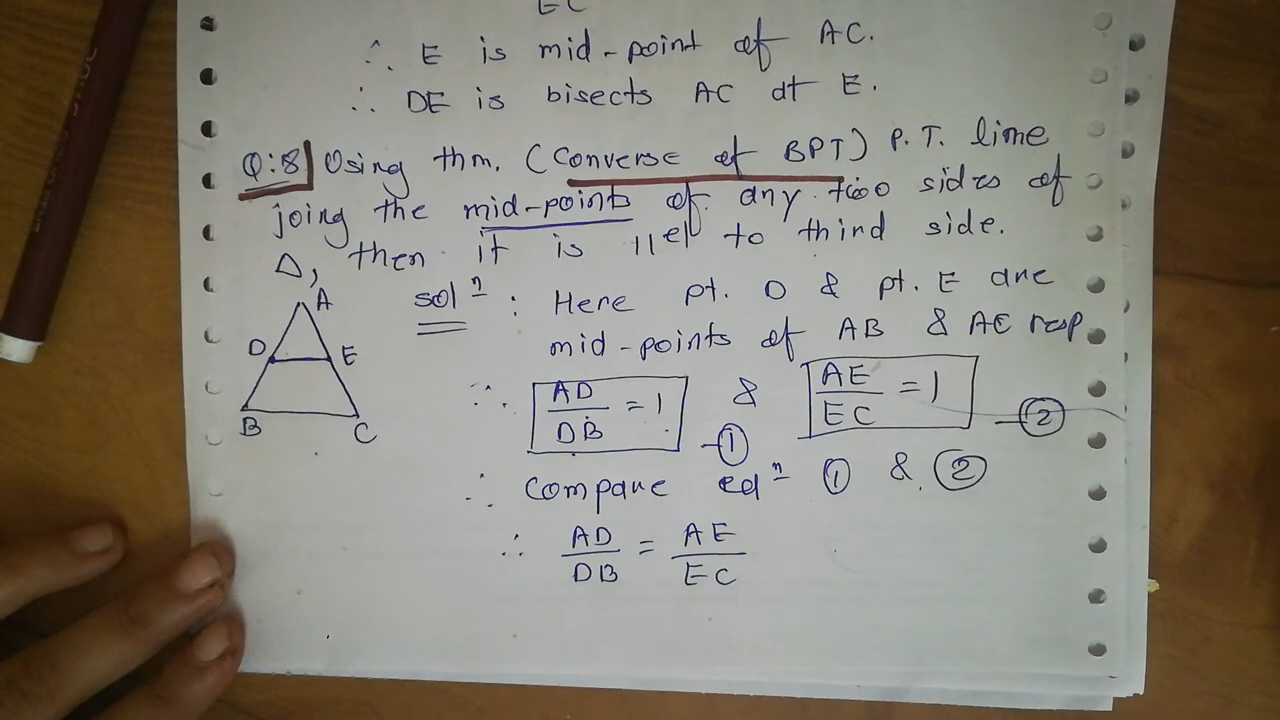 EC
∴ E is mid-point of AC.
∴ DE is bisects AC at E.
Q:8 Using thm. (Converse of BPT) P.T. line
joing the mid-points of any two sides of
Δ, then it is ||el to third side.
solⁿ : Here pt. D & pt. E are
mid-points of AB & AC resp
A
D E
B C
∴ AD/DB = 1 & AE/EC = 1
① ②
∴ compare eqⁿ ① & ②
∴ AD/DB = AE/EC